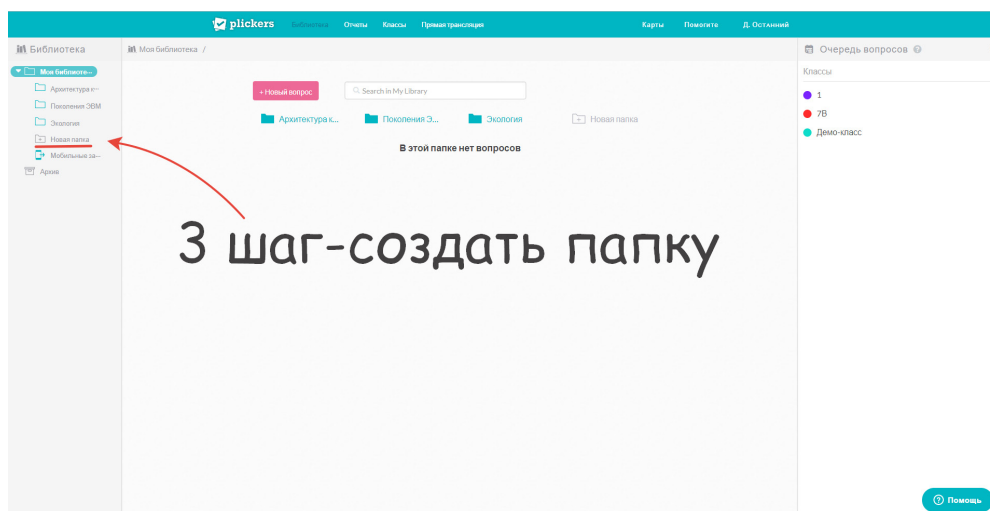 plickers Библиотека Отчеты Классы Прямая трансляция Карты Помогите Д. Останний
Библиотека
Моя библиотека /
Очередь вопросов
Моя библиоте...
Архитектура к...
Поколения ЭВМ
Экология
Новая папка
Мобильные за...
Архив
+ Новый вопрос
Search in My Library
Архитектура к... Поколения Э... Экология Новая папка
В этой папке нет вопросов
3 шаг-создать папку
Классы
1
7В
Демо-класс
Помощь